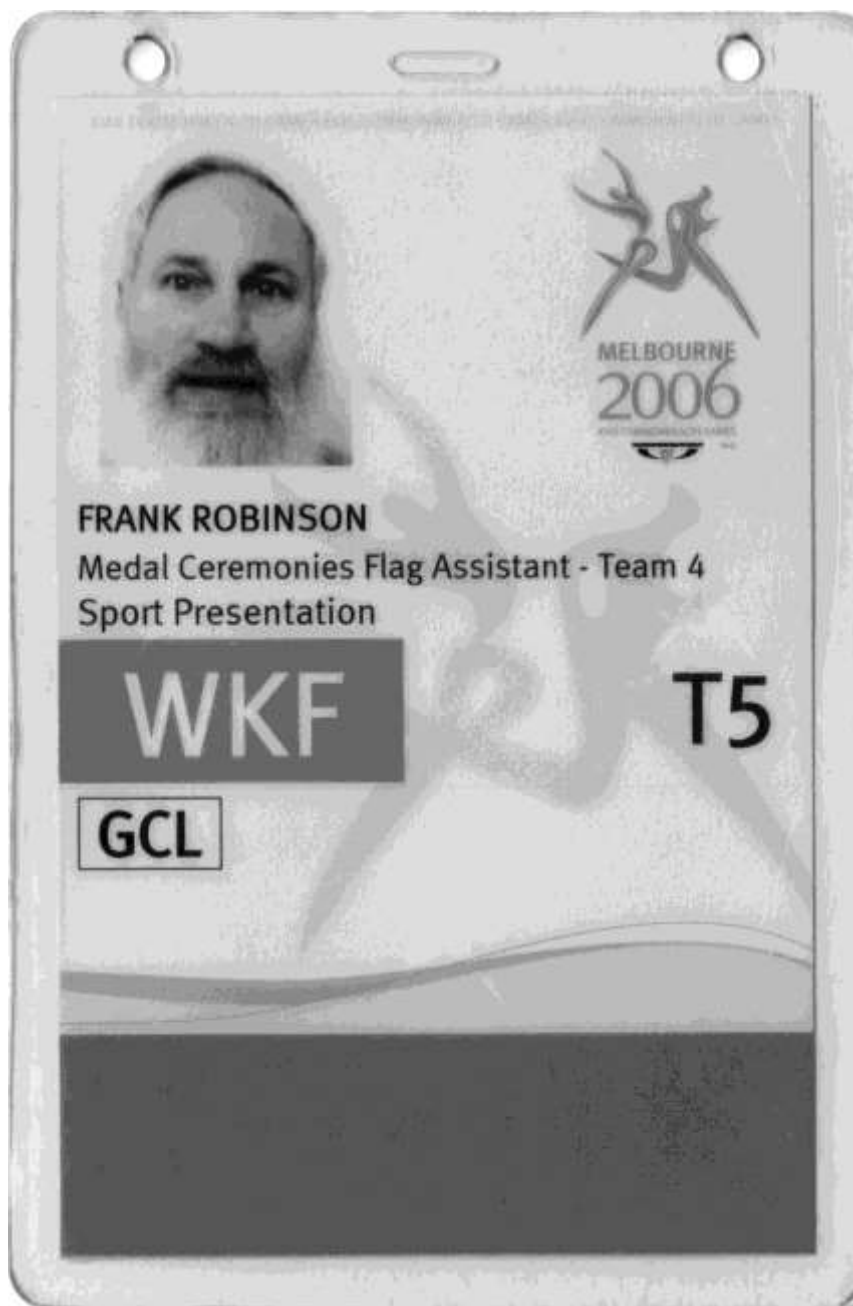 MELBOURNE
2006
FRANK ROBINSON
Medal Ceremonies Flag Assistant - Team 4
Sport Presentation
WKF
T5
GCL